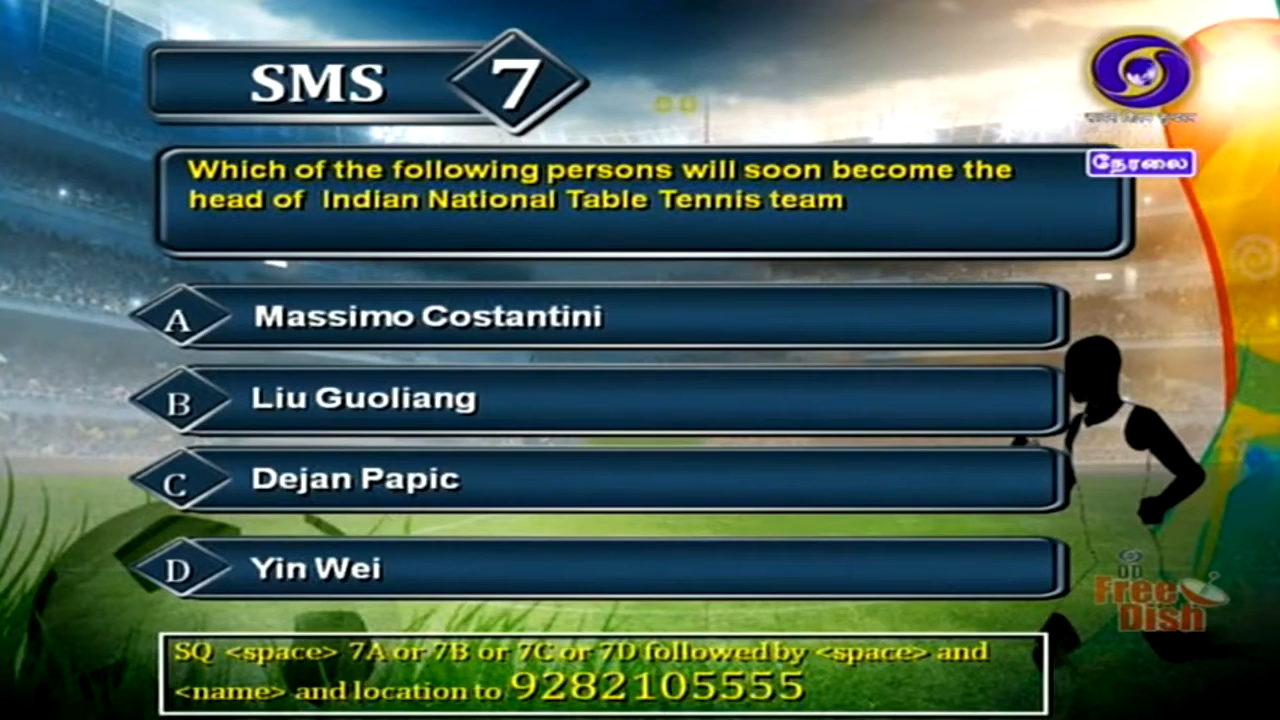 SMS 7
Which of the following persons will soon become the
நேரலை
head of Indian National Table Tennis team
A Massimo Costantini
B Liu Guoliang
C Dejan Papic
D Yin Wei
DD
Free
Dish
SQ <space> 7A or 7B or 7C or 7D followed by <space> and
<name> and location to 9282105555